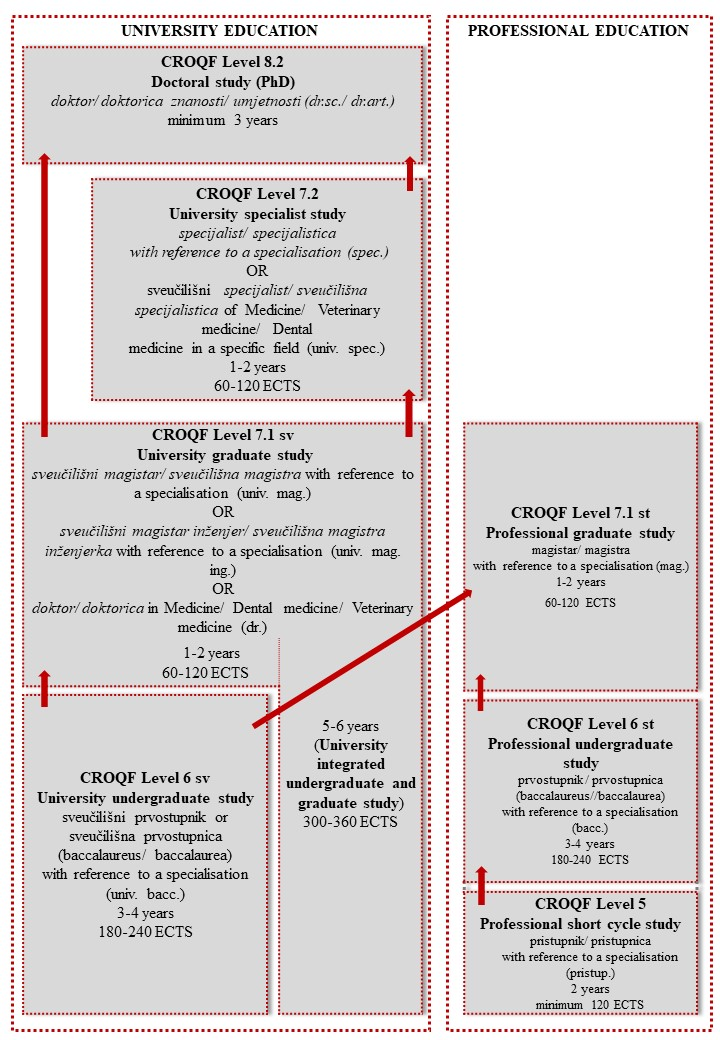 UNIVERSITY EDUCATION
CROQF Level 8.2
Doctoral study (PhD)
doktor/ doktorica znanosti/ umjetnosti (dr.sc./ dr.art.)
minimum 3 years
CROQF Level 7.2
University specialist study
specijalist/ specijalistica
with reference to a specialisation (spec.)
OR
sveučilišni specijalist/ sveučilišna
specijalistica of Medicine/ Veterinary
medicine/ Dental
medicine in a specific field (univ. spec.)
1-2 years
60-120 ECTS
CROQF Level 7.1 sv
University graduate study
sveučilišni magistar/ sveučilišna magistra with reference to
a specialisation (univ. mag.)
OR
sveučilišni magistar inženjer/ sveučilišna magistra
inženjerka with reference to a specialisation (univ. mag.
ing.)
OR
doktor/ doktorica in Medicine/ Dental medicine/ Veterinary
medicine (dr.)
1-2 years
60-120 ECTS
5-6 years
(University
integrated
undergraduate and
graduate study)
300-360 ECTS
CROQF Level 6 sv
University undergraduate study
sveučilišni prvostupnik or
sveučilišna prvostupnica
(baccalaureus/ baccalaurea)
with reference to a specialisation
(univ. bacc.)
3-4 years
180-240 ECTS
PROFESSIONAL EDUCATION
CROQF Level 7.1 st
Professional graduate study
magistar/ magistra
with reference to a specialisation (mag.)
1-2 years
60-120 ECTS
CROQF Level 6 st
Professional undergraduate
study
prvostupnik/ prvostupnica
(baccalaureus//baccalaurea)
with reference to a specialisation
(bacc.)
3-4 years
180-240 ECTS
CROQF Level 5
Professional short cycle study
pristupnik/ pristupnica
with reference to a specialisation
(pristup.)
2 years
minimum 120 ECTS